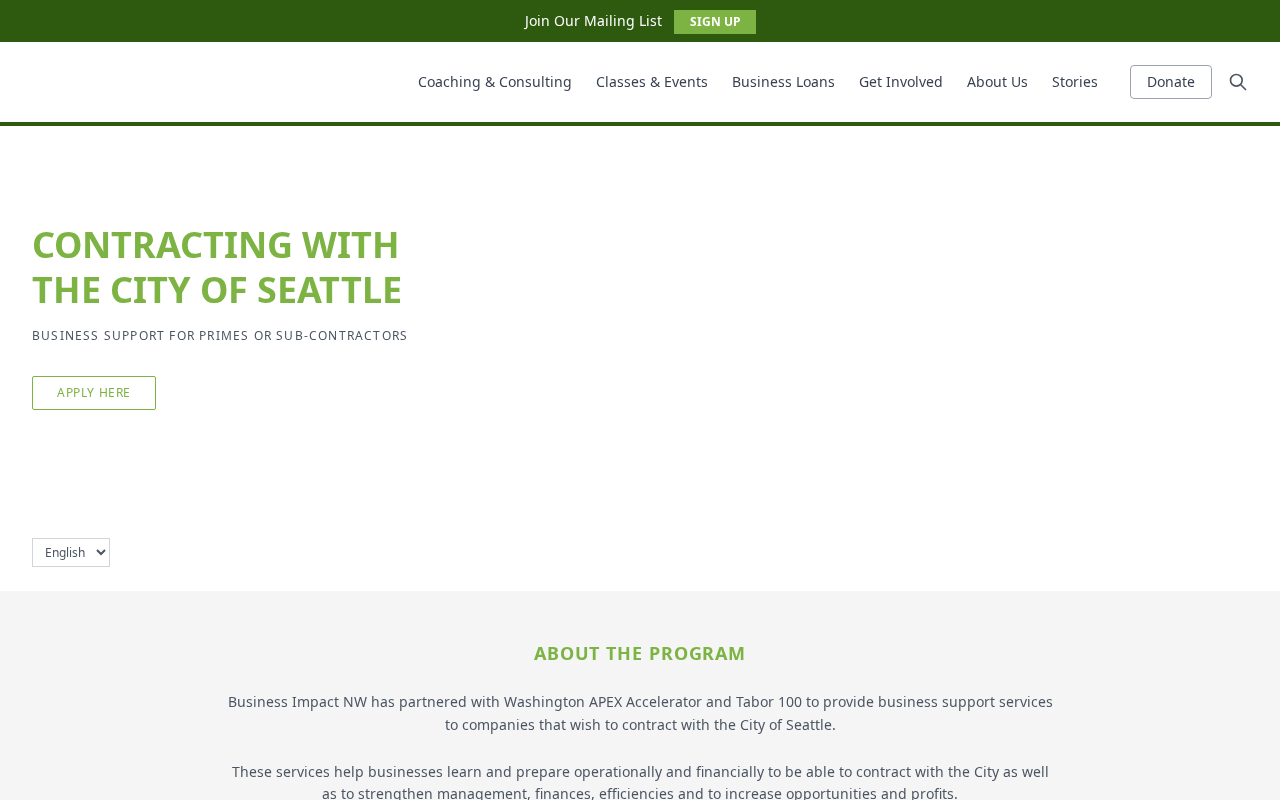 Join Our Mailing List SIGN UP
Coaching & Consulting Classes & Events Business Loans Get Involved About Us Stories Donate
CONTRACTING WITH
THE CITY OF SEATTLE
BUSINESS SUPPORT FOR PRIMES OR SUB-CONTRACTORS
APPLY HERE
English
ABOUT THE PROGRAM
Business Impact NW has partnered with Washington APEX Accelerator and Tabor 100 to provide business support services
to companies that wish to contract with the City of Seattle.
These services help businesses learn and prepare operationally and financially to be able to contract with the City as well
as to strengthen management, finances, efficiencies and to increase opportunities and profits.